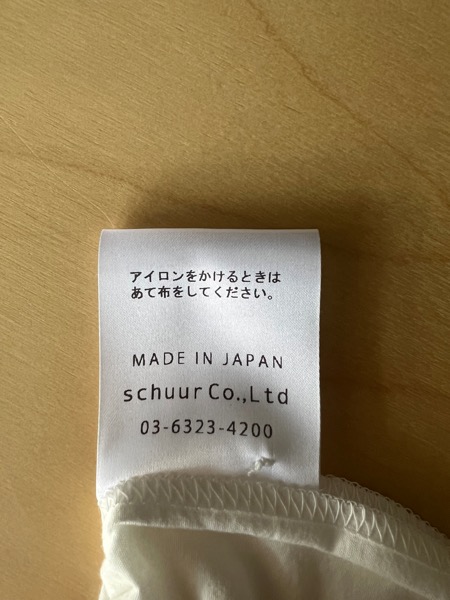 アイロンをかけるときは
あて布をしてください。
MADE IN JAPAN
schuur Co.,Ltd
03-6323-4200